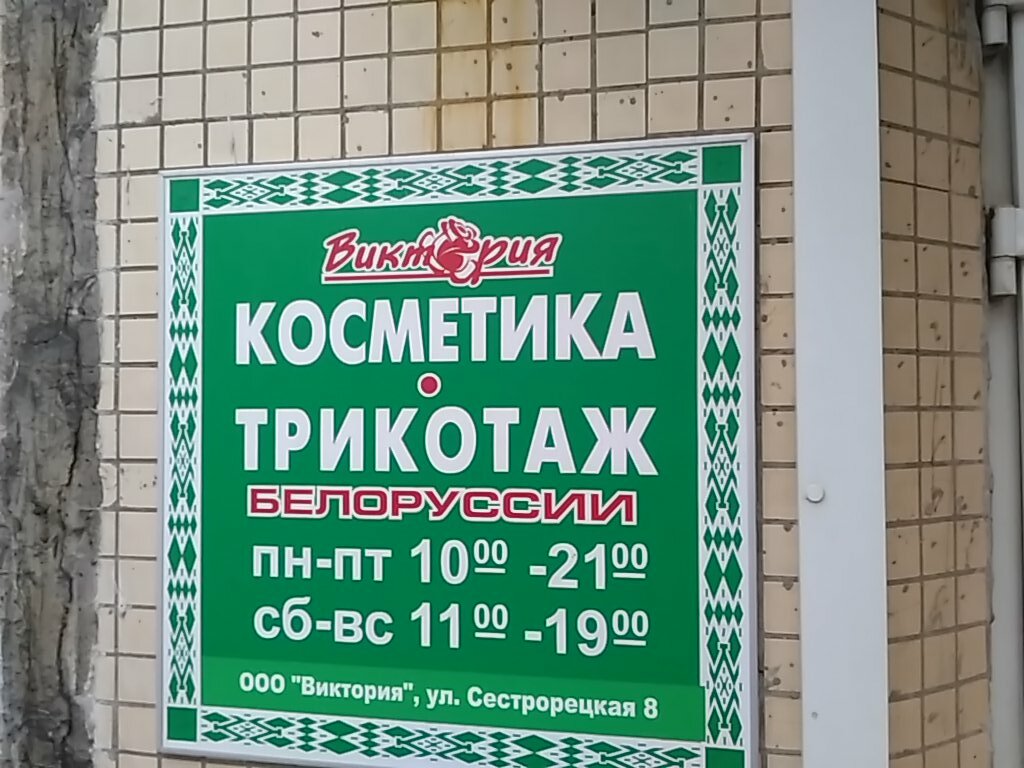 Виктория
КОСМЕТИКА
•
ТРИКОТАЖ
БЕЛОРУССИИ
пн-пт 10⁰⁰ -21⁰⁰
сб-вс 11⁰⁰ -19⁰⁰
ООО "Виктория", ул. Сестрорецкая 8